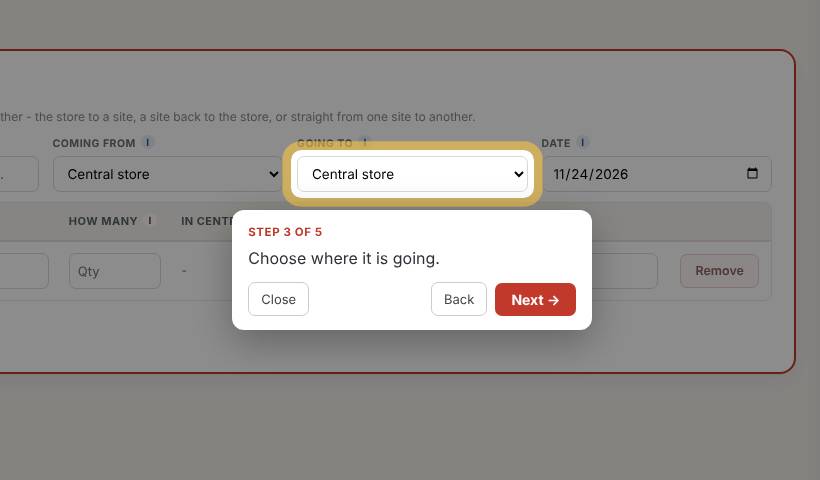 ther - the store to a site, a site back to the store, or straight from one site to another.
COMING FROM I GOING TO I DATE I
Central store Central store 11/24/2026
HOW MANY I IN CENT
STEP 3 OF 5
Choose where it is going.
Qty - Remove
Close Back Next →